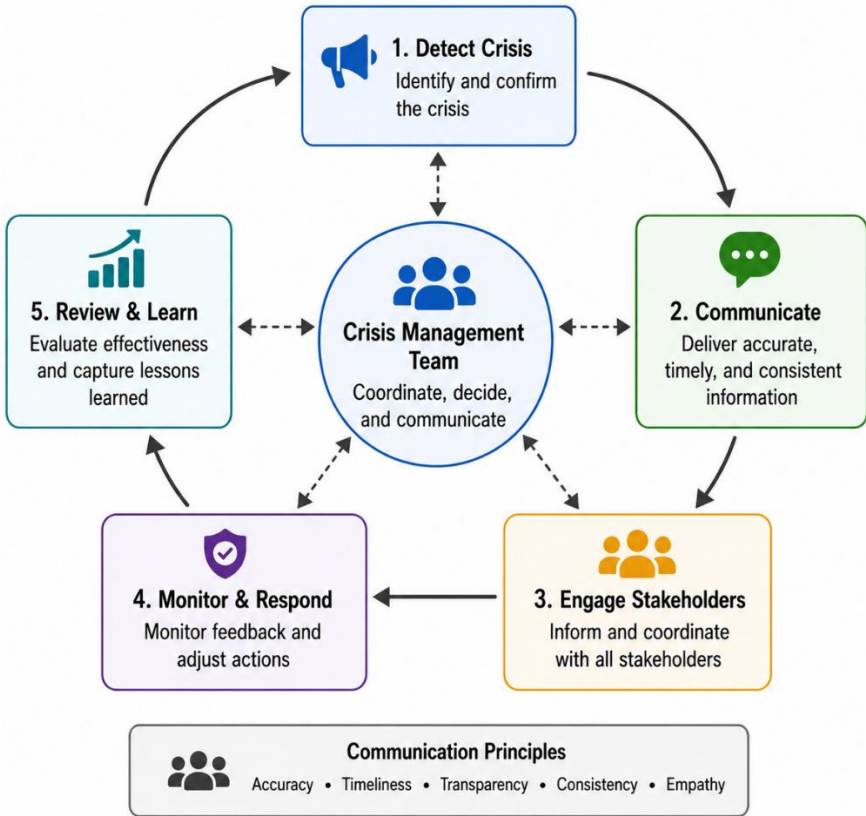 1. Detect Crisis
Identify and confirm
the crisis
2. Communicate
Deliver accurate,
timely, and consistent
information
3. Engage Stakeholders
Inform and coordinate
with all stakeholders
4. Monitor & Respond
Monitor feedback and
adjust actions
5. Review & Learn
Evaluate effectiveness
and capture lessons
learned
Crisis Management
Team
Coordinate, decide,
and communicate
Communication Principles
Accuracy • Timeliness • Transparency • Consistency • Empathy